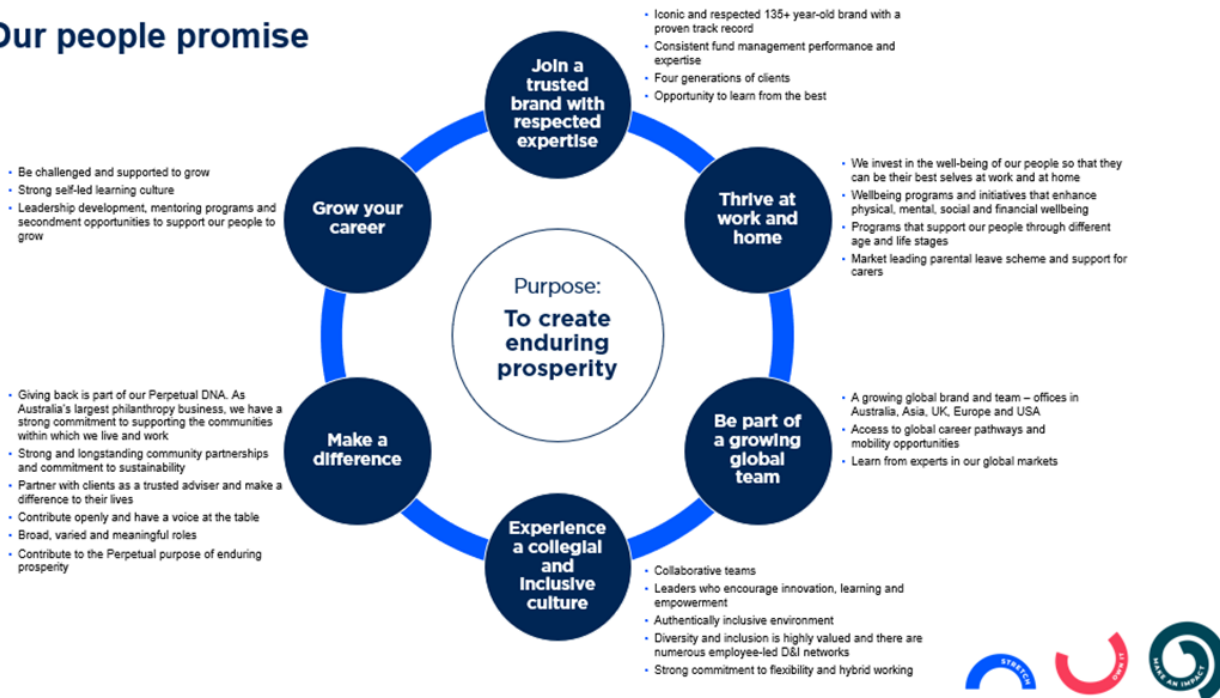 Our people promise
Join a
trusted
brand with
respected
expertise
• Iconic and respected 135+ year-old brand with a
proven track record
• Consistent fund management performance and
expertise
• Four generations of clients
• Opportunity to learn from the best
Thrive at
work and
home
• We invest in the well-being of our people so that they
can be their best selves at work and at home
• Wellbeing programs and initiatives that enhance
physical, mental, social and financial wellbeing
• Programs that support our people through different
age and life stages
• Market leading parental leave scheme and support for
carers
Be part of
a growing
global
team
• A growing global brand and team – offices in
Australia, Asia, UK, Europe and USA
• Access to global career pathways and
mobility opportunities
• Learn from experts in our global markets
Experience
a collegial
and
inclusive
culture
• Collaborative teams
• Leaders who encourage innovation, learning and
empowerment
• Authentically inclusive environment
• Diversity and inclusion is highly valued and there are
numerous employee-led D&I networks
• Strong commitment to flexibility and hybrid working
Make a
difference
• Giving back is part of our Perpetual DNA. As
Australia's largest philanthropy business, we have a
strong commitment to supporting the communities
within which we live and work
• Strong and longstanding community partnerships
and commitment to sustainability
• Partner with clients as a trusted adviser and make a
difference to their lives
• Contribute openly and have a voice at the table
• Broad, varied and meaningful roles
• Contribute to the Perpetual purpose of enduring
prosperity
Grow your
career
• Be challenged and supported to grow
• Strong self-led learning culture
• Leadership development, mentoring programs and
secondment opportunities to support our people to
grow
Purpose:
To create
enduring
prosperity
STRETCH
OWN IT
MAKE AN IMPACT